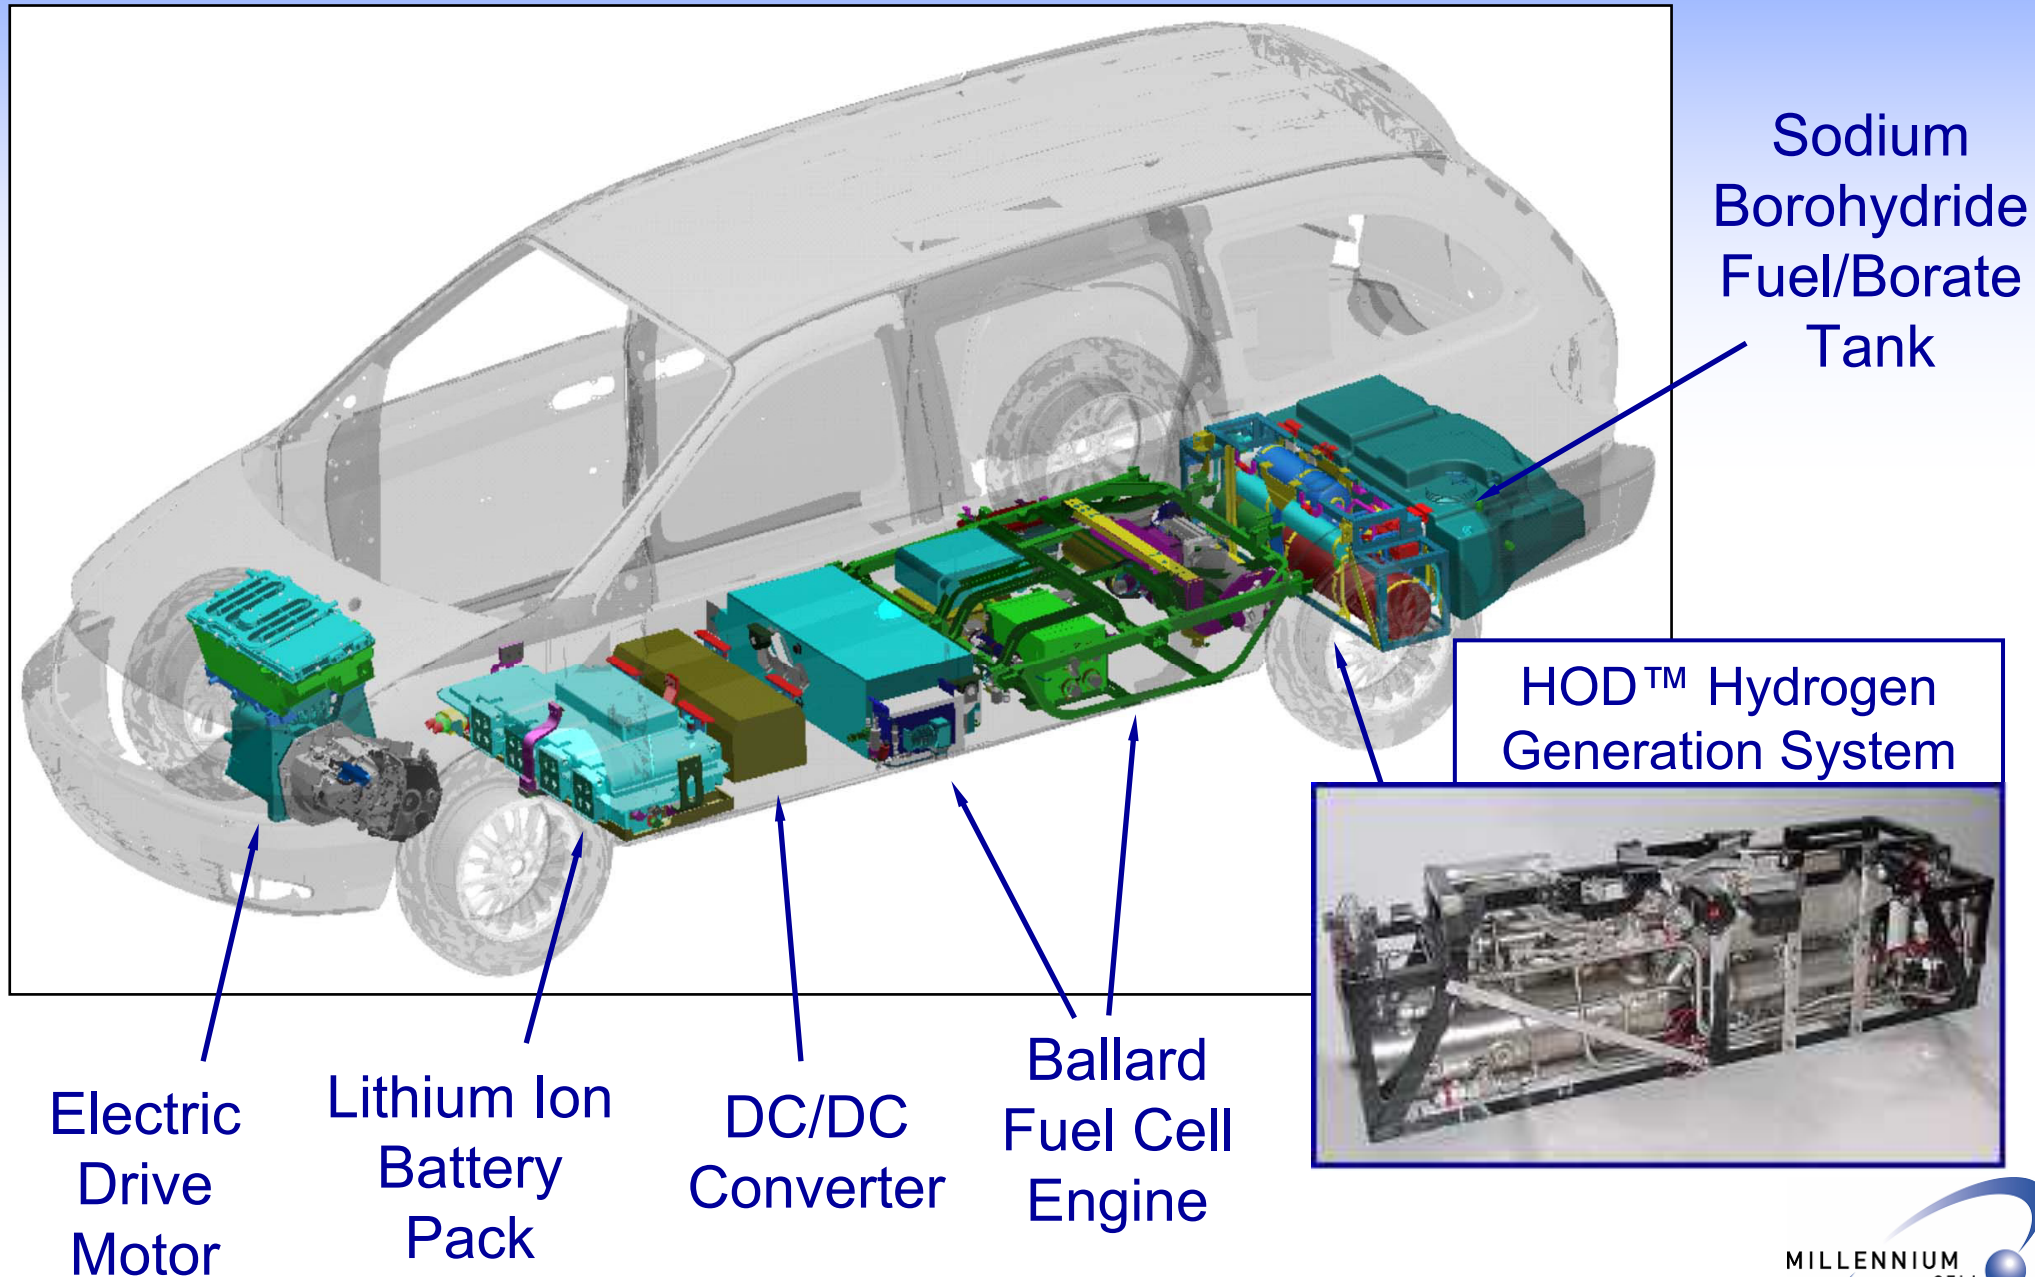 Sodium
Borohydride
Fuel/Borate
Tank
HOD™ Hydrogen
Generation System
Electric
Drive
Motor
Lithium Ion
Battery
Pack
DC/DC
Converter
Ballard
Fuel Cell
Engine
MILLENNIUM